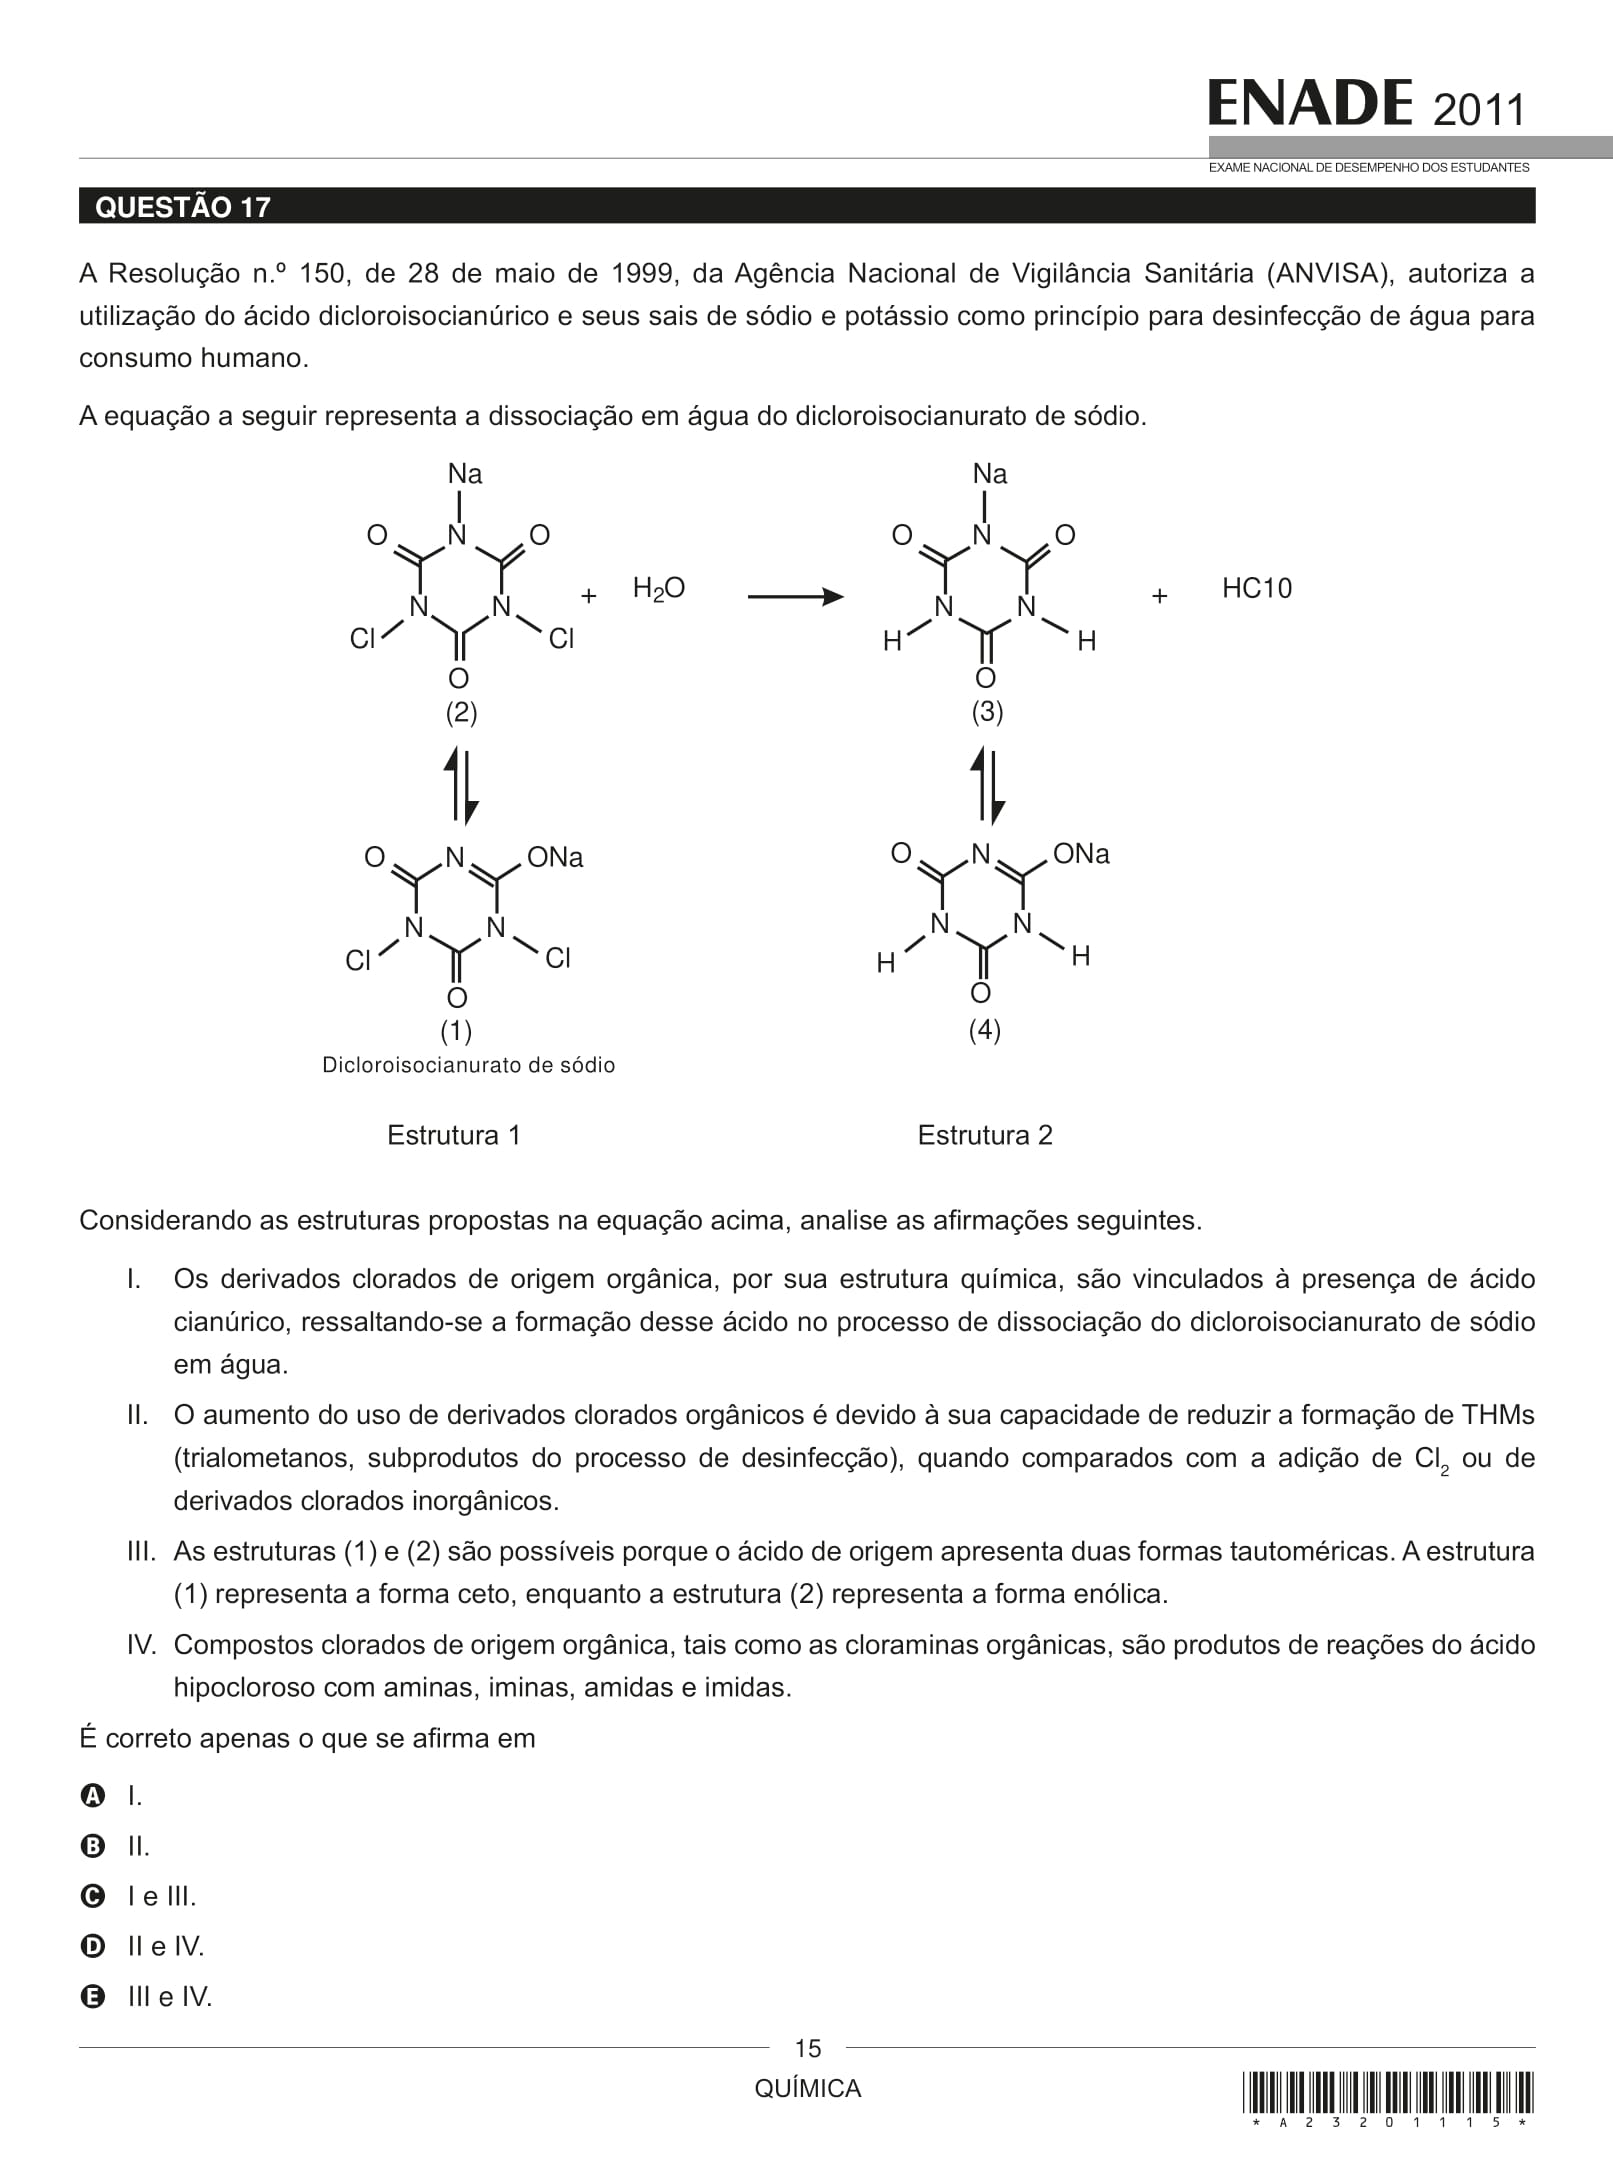 ENADE 2011
EXAME NACIONAL DE DESEMPENHO DOS ESTUDANTES
QUESTÃO 17
A Resolução n.º 150, de 28 de maio de 1999, da Agência Nacional de Vigilância Sanitária (ANVISA), autoriza a
utilização do ácido dicloroisocianúrico e seus sais de sódio e potássio como princípio para desinfecção de água para
consumo humano.
A equação a seguir representa a dissociação em água do dicloroisocianurato de sódio.
Na Na
O N O O N O
N N + H2O N N + HC10
Cl Cl H H
O O
(2) (3)
O N ONa O N ONa
N N N N
Cl Cl H H
O O
(1) (4)
Dicloroisocianurato de sódio
Estrutura 1 Estrutura 2
Considerando as estruturas propostas na equação acima, analise as afirmações seguintes.
I. Os derivados clorados de origem orgânica, por sua estrutura química, são vinculados à presença de ácido
cianúrico, ressaltando-se a formação desse ácido no processo de dissociação do dicloroisocianurato de sódio
em água.
II. O aumento do uso de derivados clorados orgânicos é devido à sua capacidade de reduzir a formação de THMs
(trialometanos, subprodutos do processo de desinfecção), quando comparados com a adição de Cl2 ou de
derivados clorados inorgânicos.
III. As estruturas (1) e (2) são possíveis porque o ácido de origem apresenta duas formas tautoméricas. A estrutura
(1) representa a forma ceto, enquanto a estrutura (2) representa a forma enólica.
IV. Compostos clorados de origem orgânica, tais como as cloraminas orgânicas, são produtos de reações do ácido
hipocloroso com aminas, iminas, amidas e imidas.
É correto apenas o que se afirma em
A I.
B II.
C I e III.
D II e IV.
E III e IV.
15
QUÍMICA
* A 2 3 2 0 1 1 1 5 *